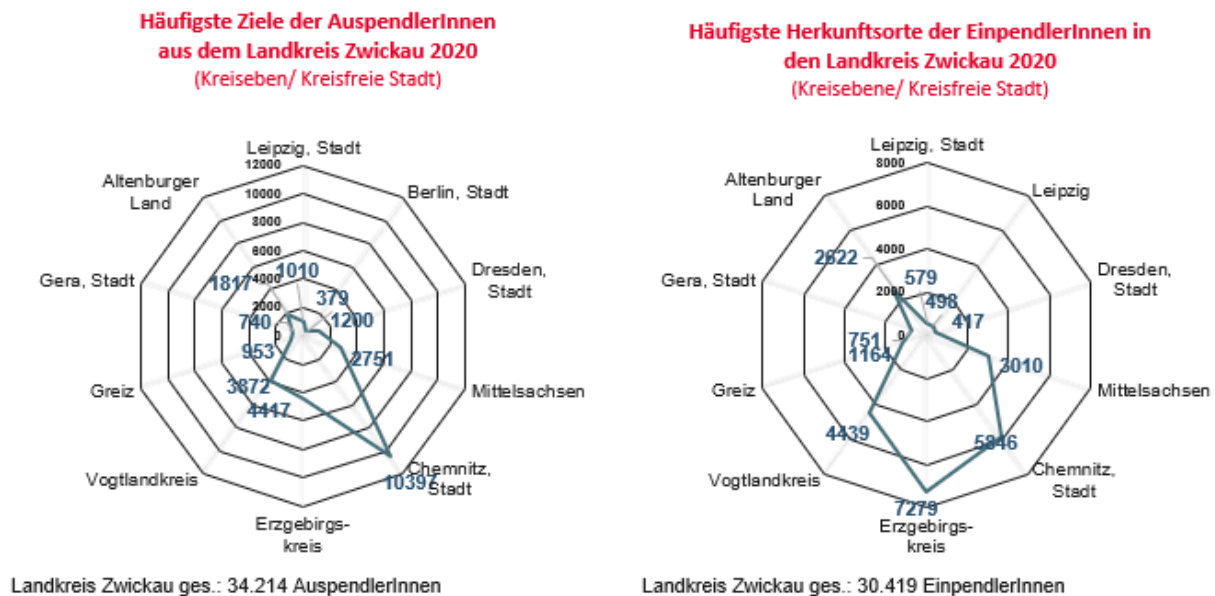 Häufigste Ziele der AuspendlerInnen
aus dem Landkreis Zwickau 2020
(Kreiseben/ Kreisfreie Stadt)
Leipzig, Stadt
12000
10000
8000
6000
4000
2000
0
Berlin, Stadt
Dresden,
Stadt
Mittelsachsen
Chemnitz,
Stadt
Erzgebirgs-
kreis
Vogtlandkreis
Greiz
Gera, Stadt
Altenburger
Land
1010
379
1200
2751
10397
4417
3872
953
740
1817
Landkreis Zwickau ges.: 34.214 AuspendlerInnen
Häufigste Herkunftsorte der EinpendlerInnen in
den Landkreis Zwickau 2020
(Kreisebene/ Kreisfreie Stadt)
Leipzig, Stadt
8000
6000
4000
2000
0
Leipzig
Dresden,
Stadt
Mittelsachsen
Chemnitz,
Stadt
Erzgebirgs-
kreis
Vogtlandkreis
Greiz
Gera, Stadt
Altenburger
Land
579
498
417
3010
5846
7279
4439
1164
751
2622
Landkreis Zwickau ges.: 30.419 EinpendlerInnen